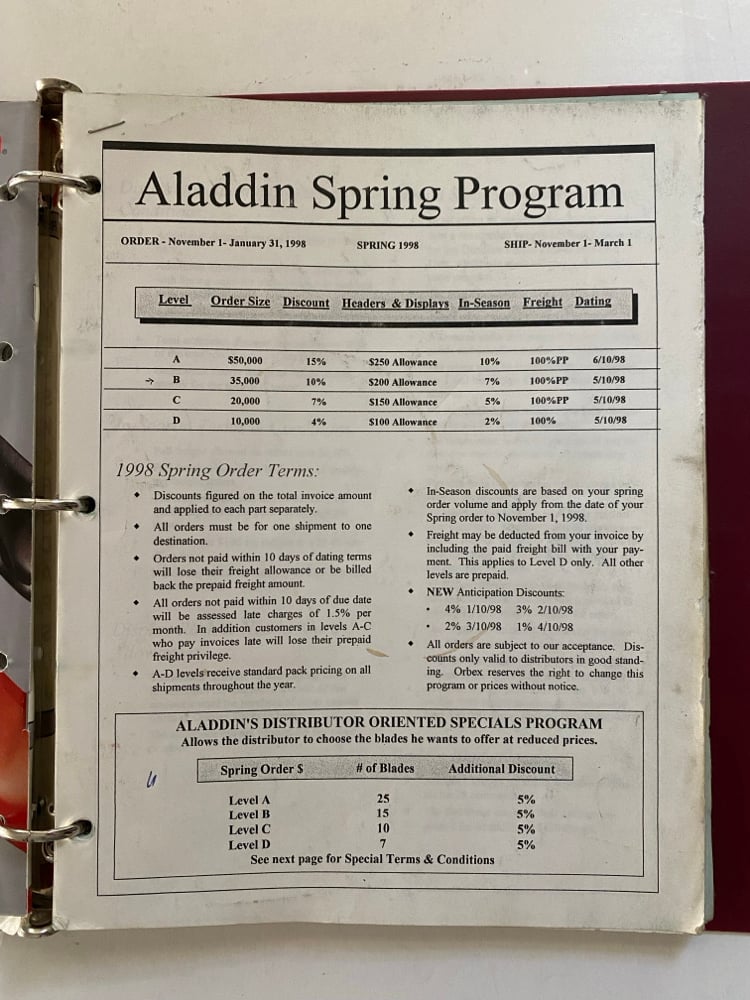 Aladdin Spring Program
ORDER - November 1- January 31, 1998 SPRING 1998 SHIP- November 1- March 1
Level Order Size Discount Headers & Displays In-Season Freight Dating
A $50,000 15% $250 Allowance 10% 100%PP 6/10/98
→ B 35,000 10% $200 Allowance 7% 100%PP 5/10/98
C 20,000 7% $150 Allowance 5% 100%PP 5/10/98
D 10,000 4% $100 Allowance 2% 100% 5/10/98
1998 Spring Order Terms:
♦ Discounts figured on the total invoice amount
and applied to each part separately.
♦ All orders must be for one shipment to one
destination.
♦ Orders not paid within 10 days of dating terms
will lose their freight allowance or be billed
back the prepaid freight amount.
♦ All orders not paid within 10 days of due date
will be assessed late charges of 1.5% per
month. In addition customers in levels A-C
who pay invoices late will lose their prepaid
freight privilege.
♦ A-D levels receive standard pack pricing on all
shipments throughout the year.
♦ In-Season discounts are based on your spring
order volume and apply from the date of your
Spring order to November 1, 1998.
♦ Freight may be deducted from your invoice by
including the paid freight bill with your pay-
ment. This applies to Level D only. All other
levels are prepaid.
♦ NEW Anticipation Discounts:
• 4% 1/10/98 3% 2/10/98
• 2% 3/10/98 1% 4/10/98
♦ All orders are subject to our acceptance. Dis-
counts only valid to distributors in good stand-
ing. Orbex reserves the right to change this
program or prices without notice.
ALADDIN'S DISTRIBUTOR ORIENTED SPECIALS PROGRAM
Allows the distributor to choose the blades he wants to offer at reduced prices.
Spring Order $ # of Blades Additional Discount
Level A 25 5%
Level B 15 5%
Level C 10 5%
Level D 7 5%
See next page for Special Terms & Conditions